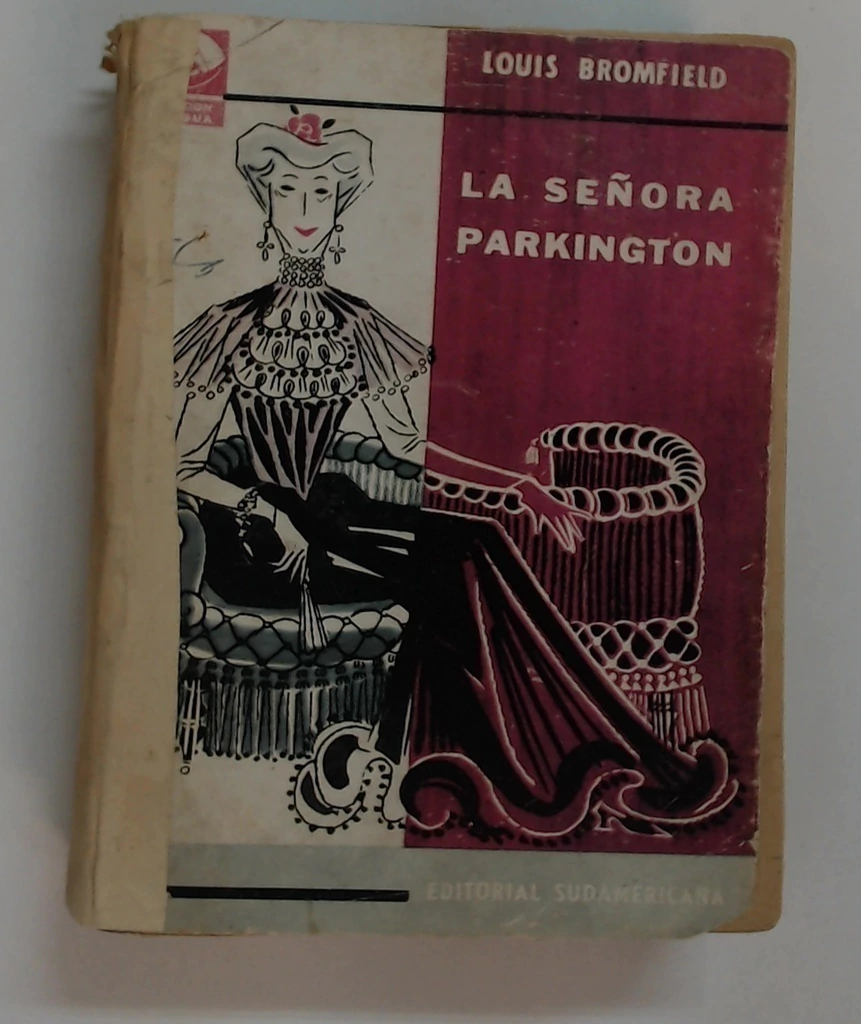 LOUIS BROMFIELD
LA SEÑORA
PARKINGTON
EDITORIAL SUDAMERICANA